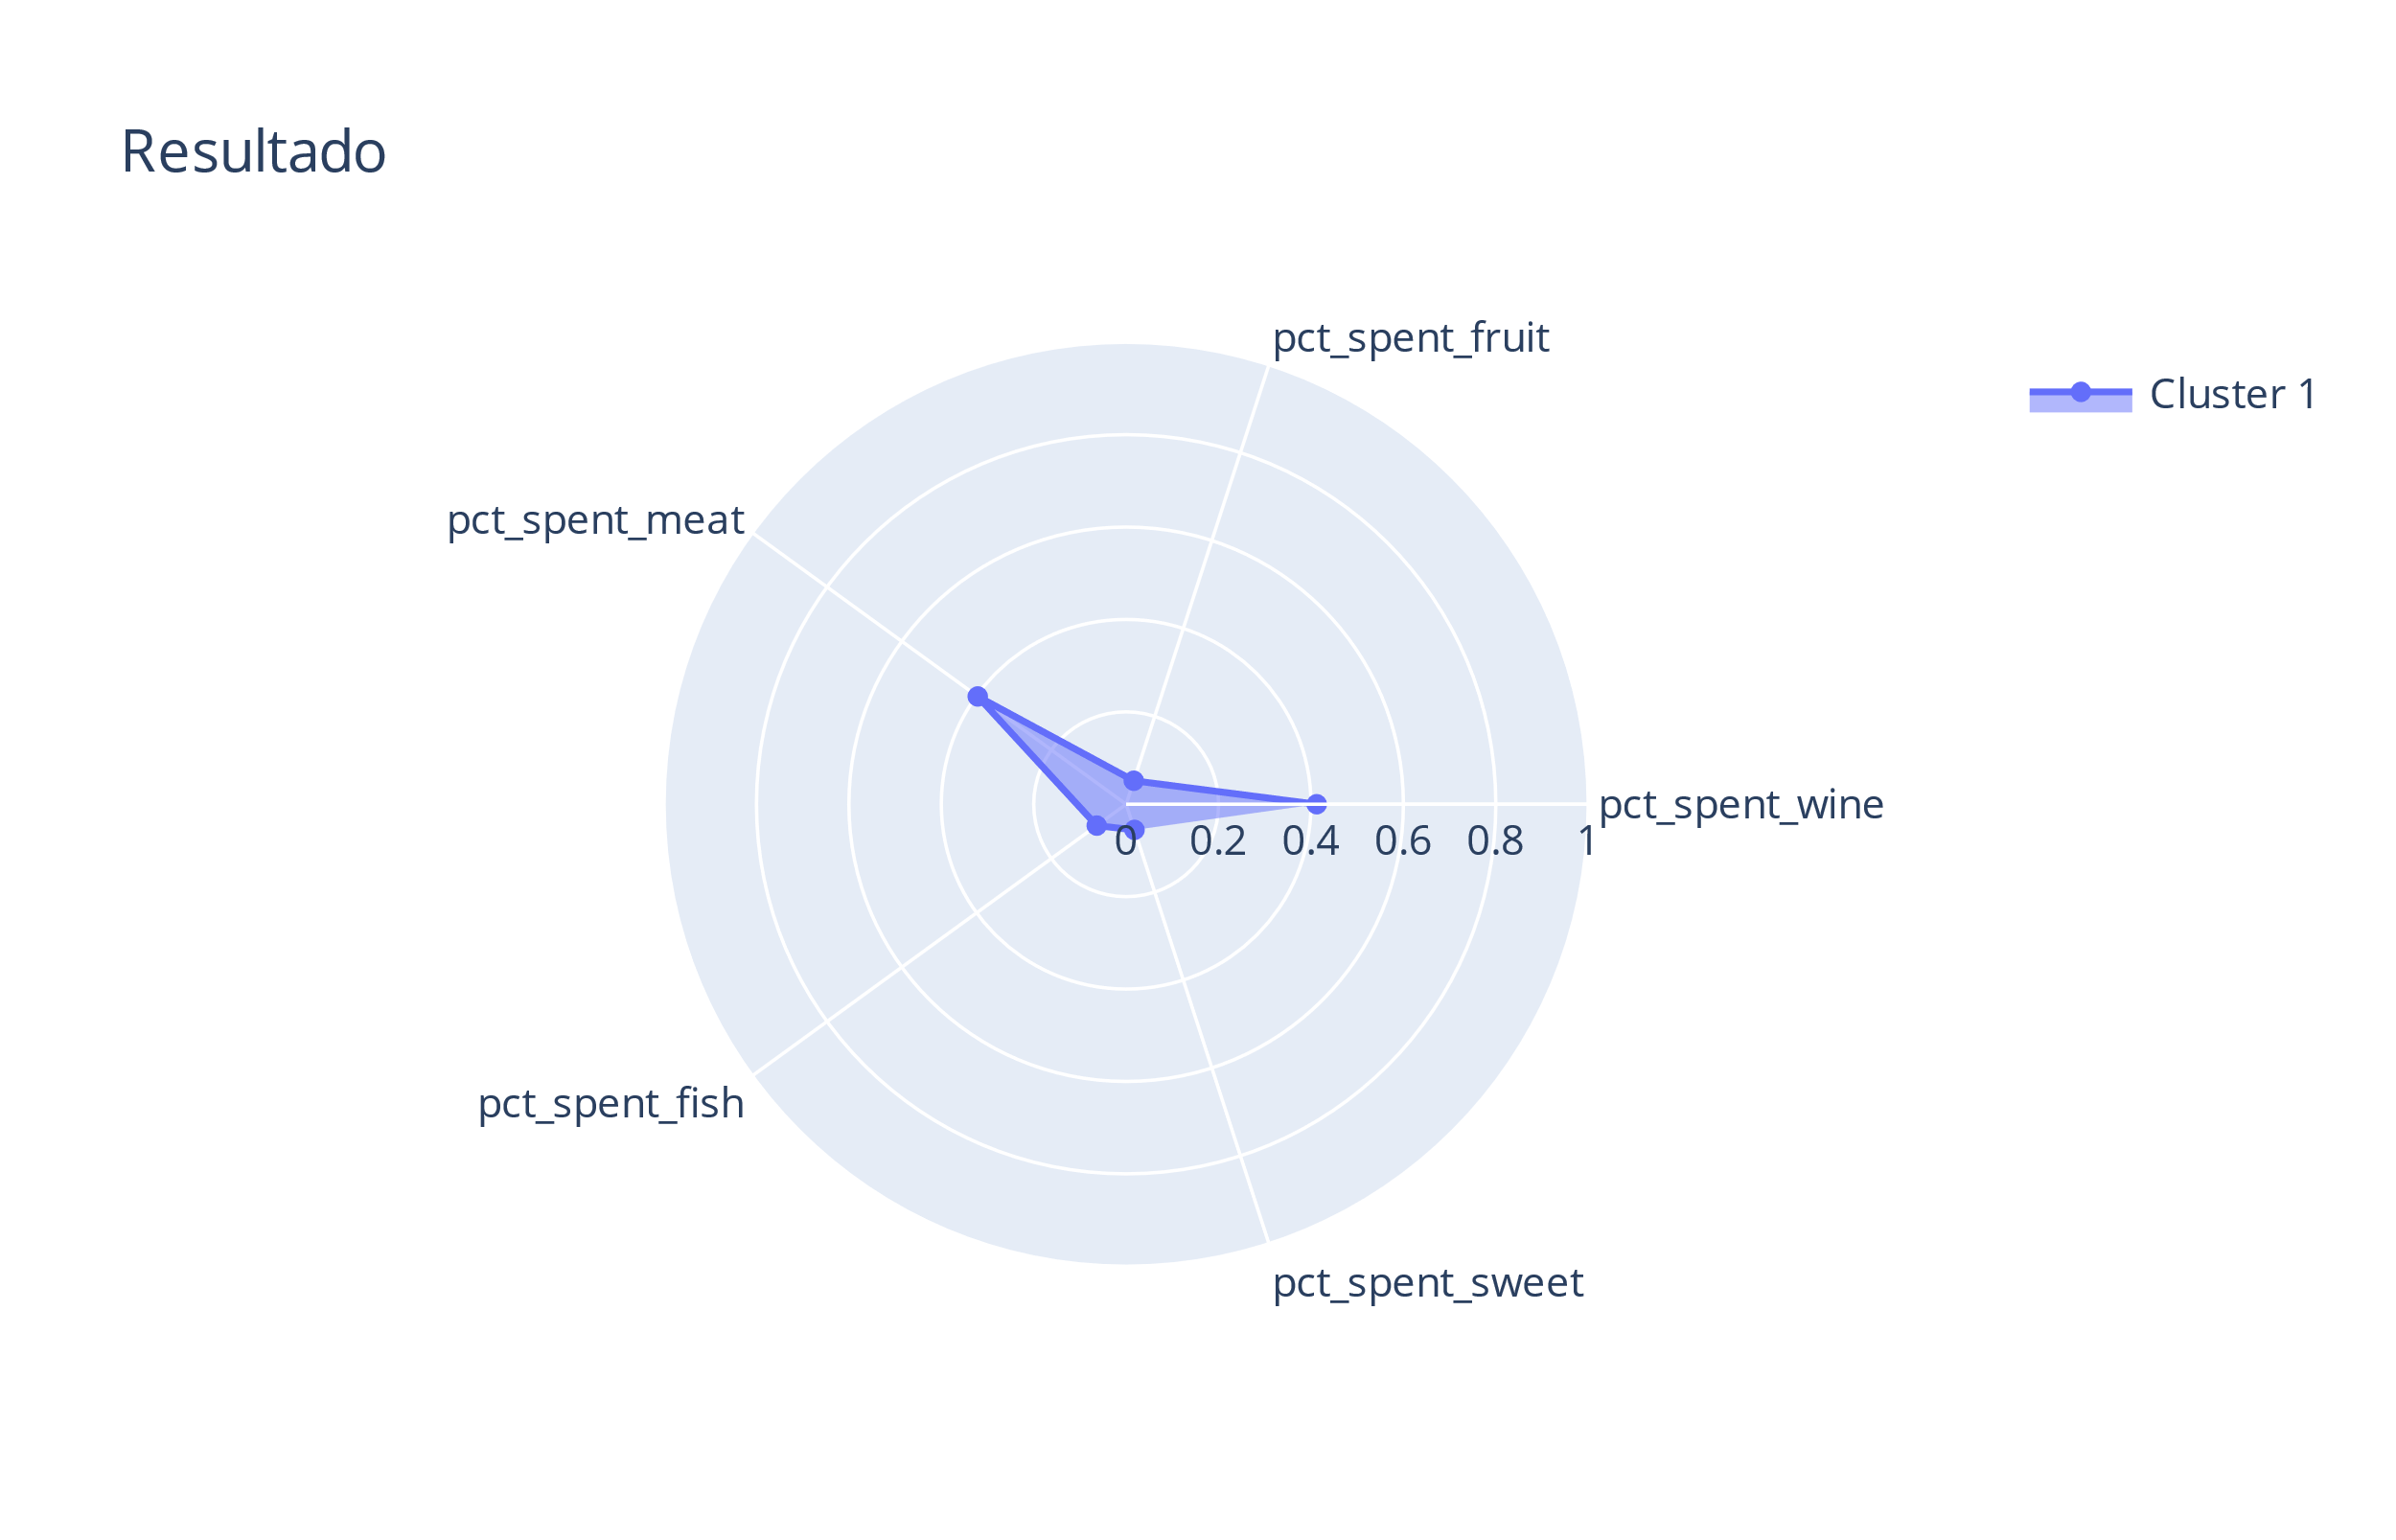 Resultado
pct_spent_fruit
Cluster 1
pct_spent_meat
pct_spent_wine
0 0.2 0.4 0.6 0.8 1
pct_spent_fish
pct_spent_sweet